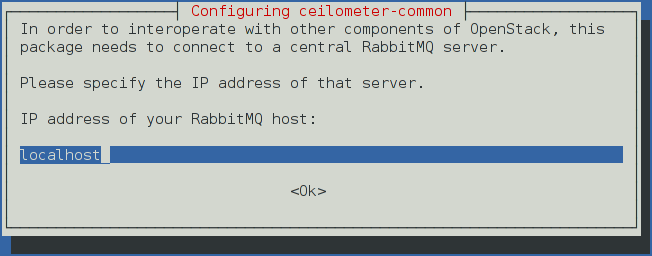 Configuring ceilometer-common
In order to interoperate with other components of OpenStack, this
package needs to connect to a central RabbitMQ server.
Please specify the IP address of that server.
IP address of your RabbitMQ host:
localhost
<Ok>